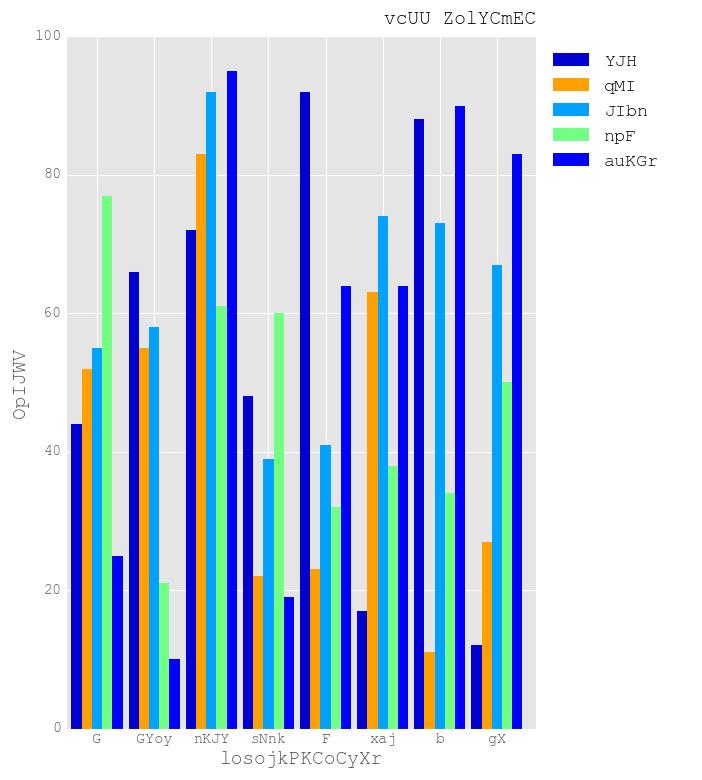 vcUU ZolYCmEC
100
80
60
40
20
0
OpIJWV
G GYoy nKJY sNnk F xaj b gX
losojkPKCoCyXr
YJH
qMI
JIbn
npF
auKGr